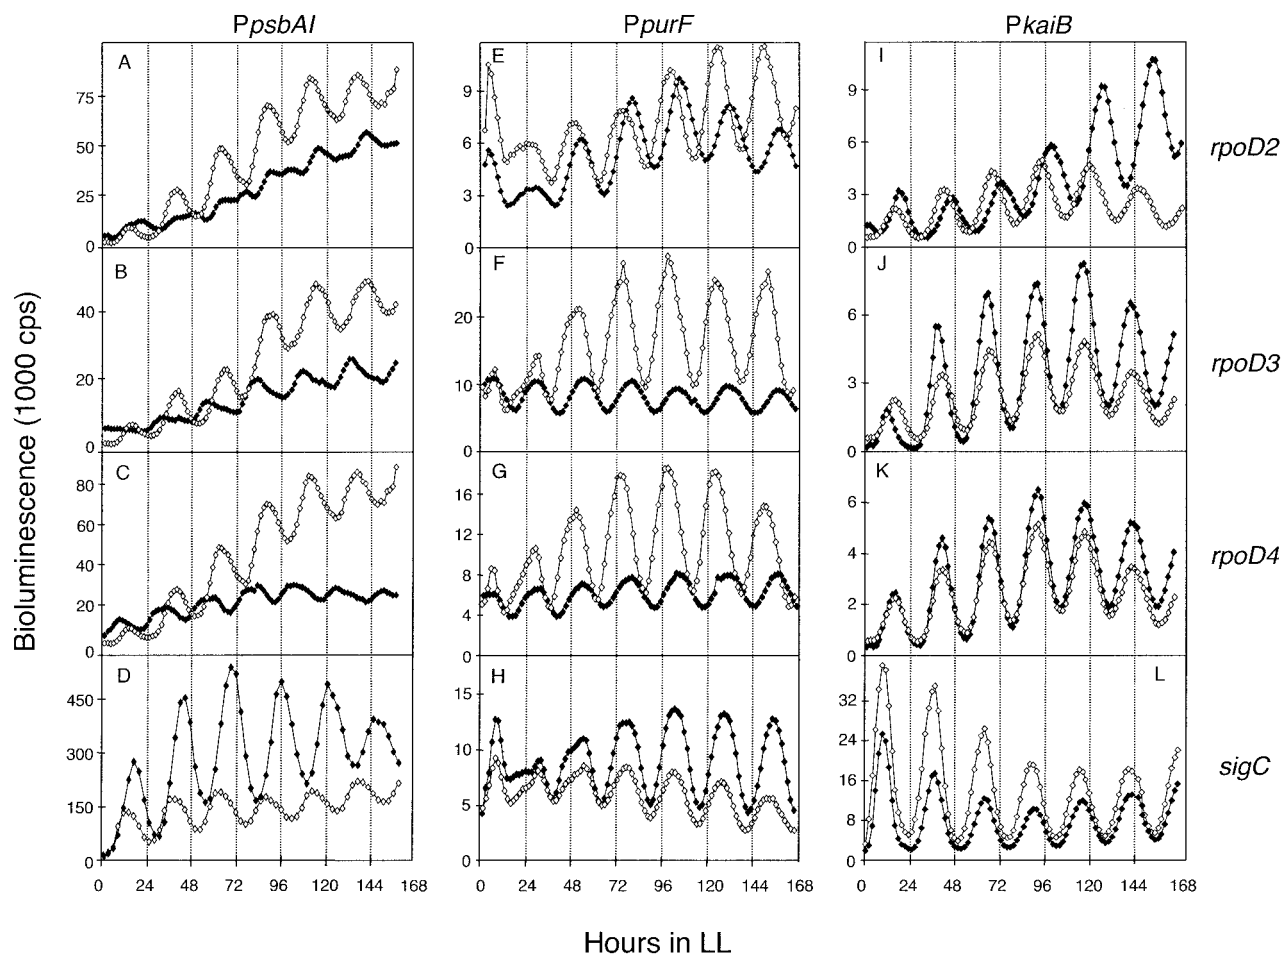 PpsbAI PpurF PkaiB
A E I
75 9 9
50 6 6
25 3 3
0 0 0
rpoD2
B F J
40 20 6
20 10 3
0 0 0
rpoD3
C G K
80 16 6
60 12 4
40 8 2
20 4 0
0 0
rpoD4
D H L
450 15 32
300 10 24
150 5 16
0 0 8
0
sigC
0 24 48 72 96 120 144 168 0 24 48 72 96 120 144 168 0 24 48 72 96 120 144 168
Bioluminescence (1000 cps)
Hours in LL